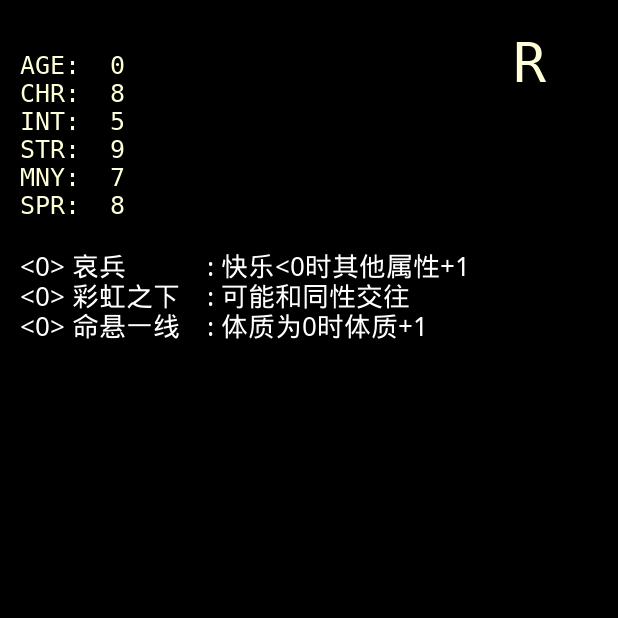 R
AGE: 0
CHR: 8
INT: 5
STR: 9
MNY: 7
SPR: 8
<0> 哀兵 : 快乐<0时其他属性+1
<0> 彩虹之下 : 可能和同性交往
<0> 命悬一线 : 体质为0时体质+1